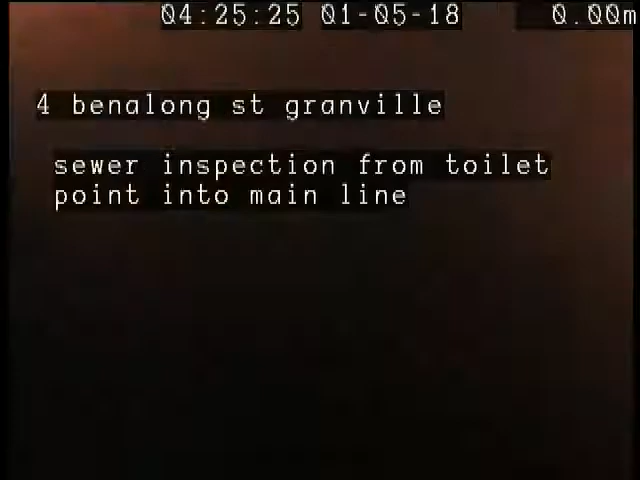 04:25:25 01-05-18 0.00m
4 benalong st granville
sewer inspection from toilet
point into main line